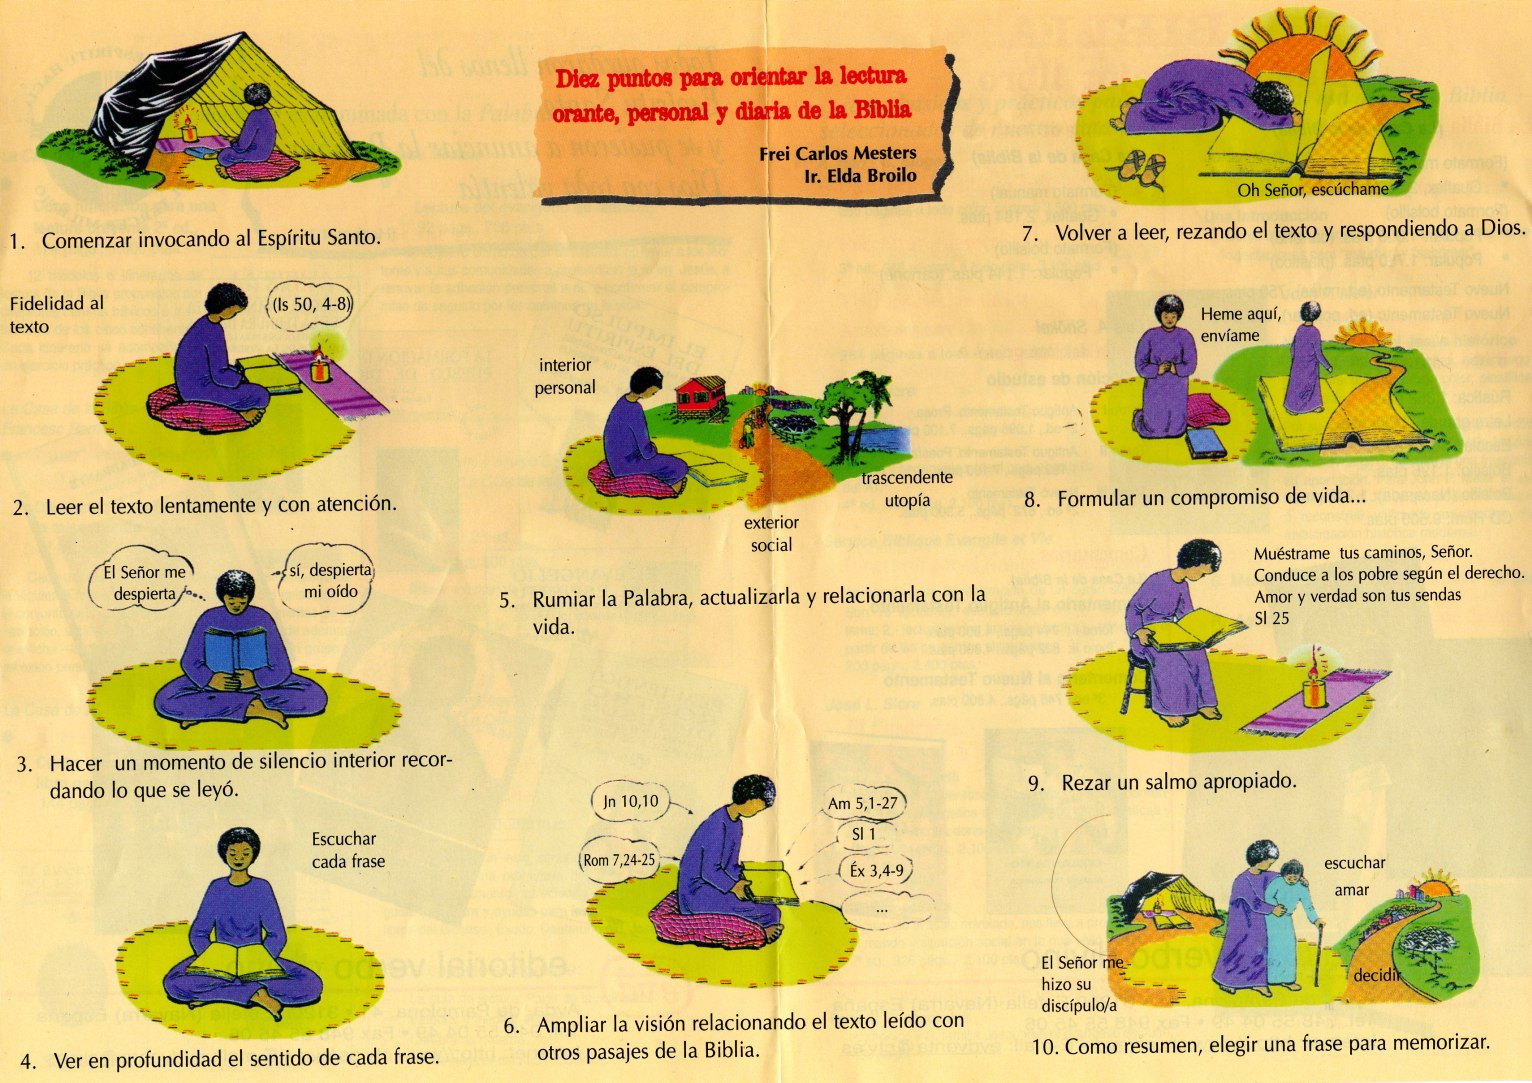 Diez puntos para orientar la lectura
orante, personal y diaria de la Biblia
Frei Carlos Mesters
Ir. Elda Broilo
1. Comenzar invocando al Espíritu Santo.
Fidelidad al
texto
(Is 50, 4-8)
2. Leer el texto lentamente y con atención.
El Señor me
despierta
sí, despierta
mi oído
3. Hacer un momento de silencio interior recor-
dando lo que se leyó.
Escuchar
cada frase
4. Ver en profundidad el sentido de cada frase.
interior
personal
trascendente
utopía
exterior
social
5. Rumiar la Palabra, actualizarla y relacionarla con la
vida.
Jn 10,10
Rom 7,24-25
Am 5,1-27
Sl 1
Éx 3,4-9
...
6. Ampliar la visión relacionando el texto leído con
otros pasajes de la Biblia.
Oh Señor, escúchame
7. Volver a leer, rezando el texto y respondiendo a Dios.
Heme aquí,
envíame
8. Formular un compromiso de vida...
Muéstrame tus caminos, Señor.
Conduce a los pobre según el derecho.
Amor y verdad son tus sendas
Sl 25
9. Rezar un salmo apropiado.
escuchar
amar
decidir
El Señor me
hizo su
discípulo/a
10. Como resumen, elegir una frase para memorizar.